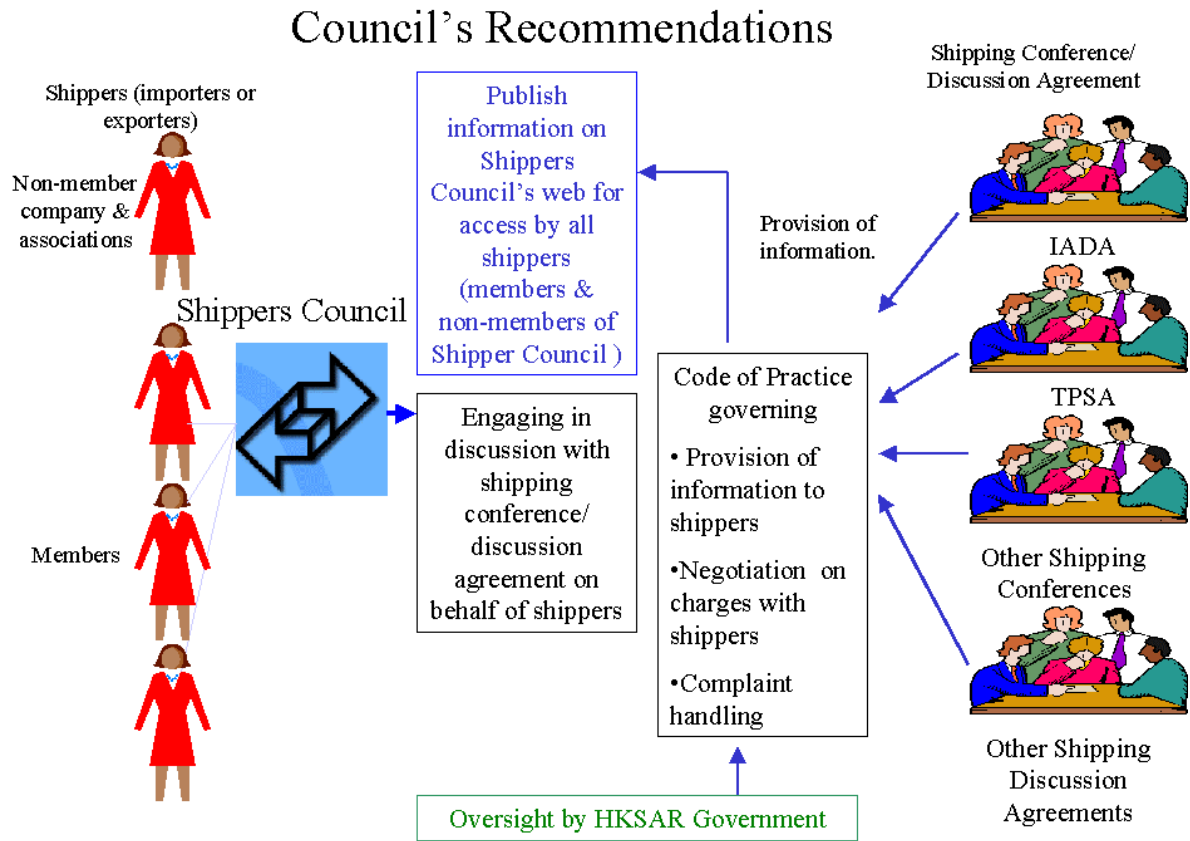 Council's Recommendations
Shippers (importers or
exporters)
Non-member
company &
associations
Shippers Council
Members
Publish
information on
Shippers
Council's web for
access by all
shippers
(members &
non-members of
Shipper Council )
Engaging in
discussion with
shipping
conference/
discussion
agreement on
behalf of shippers
Provision of
information.
Code of Practice
governing
• Provision of
information to
shippers
•Negotiation on
charges with
shippers
•Complaint
handling
Oversight by HKSAR Government
Shipping Conference/
Discussion Agreement
IADA
TPSA
Other Shipping
Conferences
Other Shipping
Discussion
Agreements